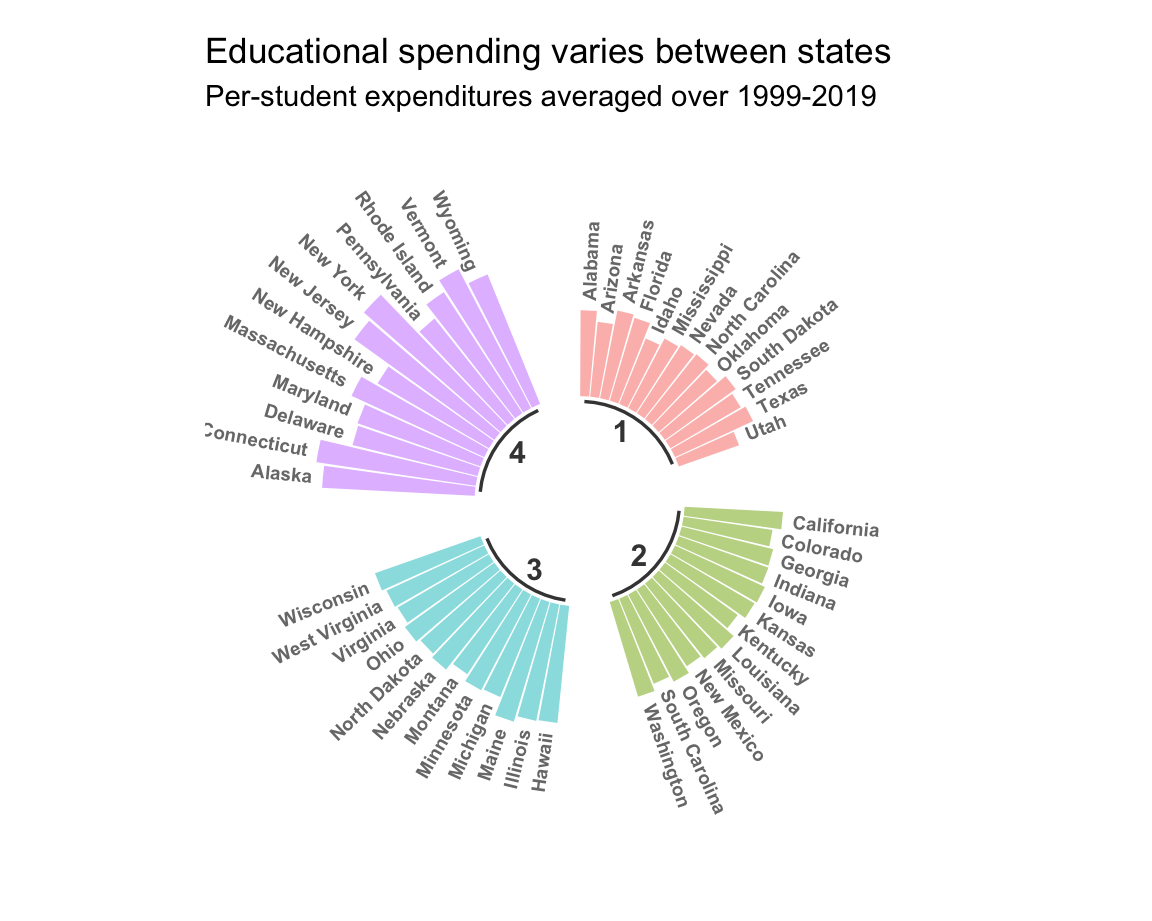 Educational spending varies between states
Per-student expenditures averaged over 1999-2019
Alabama
Arizona
Arkansas
Florida
Idaho
Mississippi
Nevada
North Carolina
Oklahoma
South Dakota
Tennessee
Texas
Utah
1
California
Colorado
Georgia
Indiana
Iowa
Kansas
Kentucky
Louisiana
Missouri
New Mexico
Oregon
South Carolina
Washington
2
Hawaii
Illinois
Maine
Michigan
Minnesota
Montana
Nebraska
North Dakota
Ohio
Virginia
West Virginia
Wisconsin
3
Alaska
Connecticut
Delaware
Maryland
Massachusetts
New Hampshire
New Jersey
New York
Pennsylvania
Rhode Island
Vermont
Wyoming
4